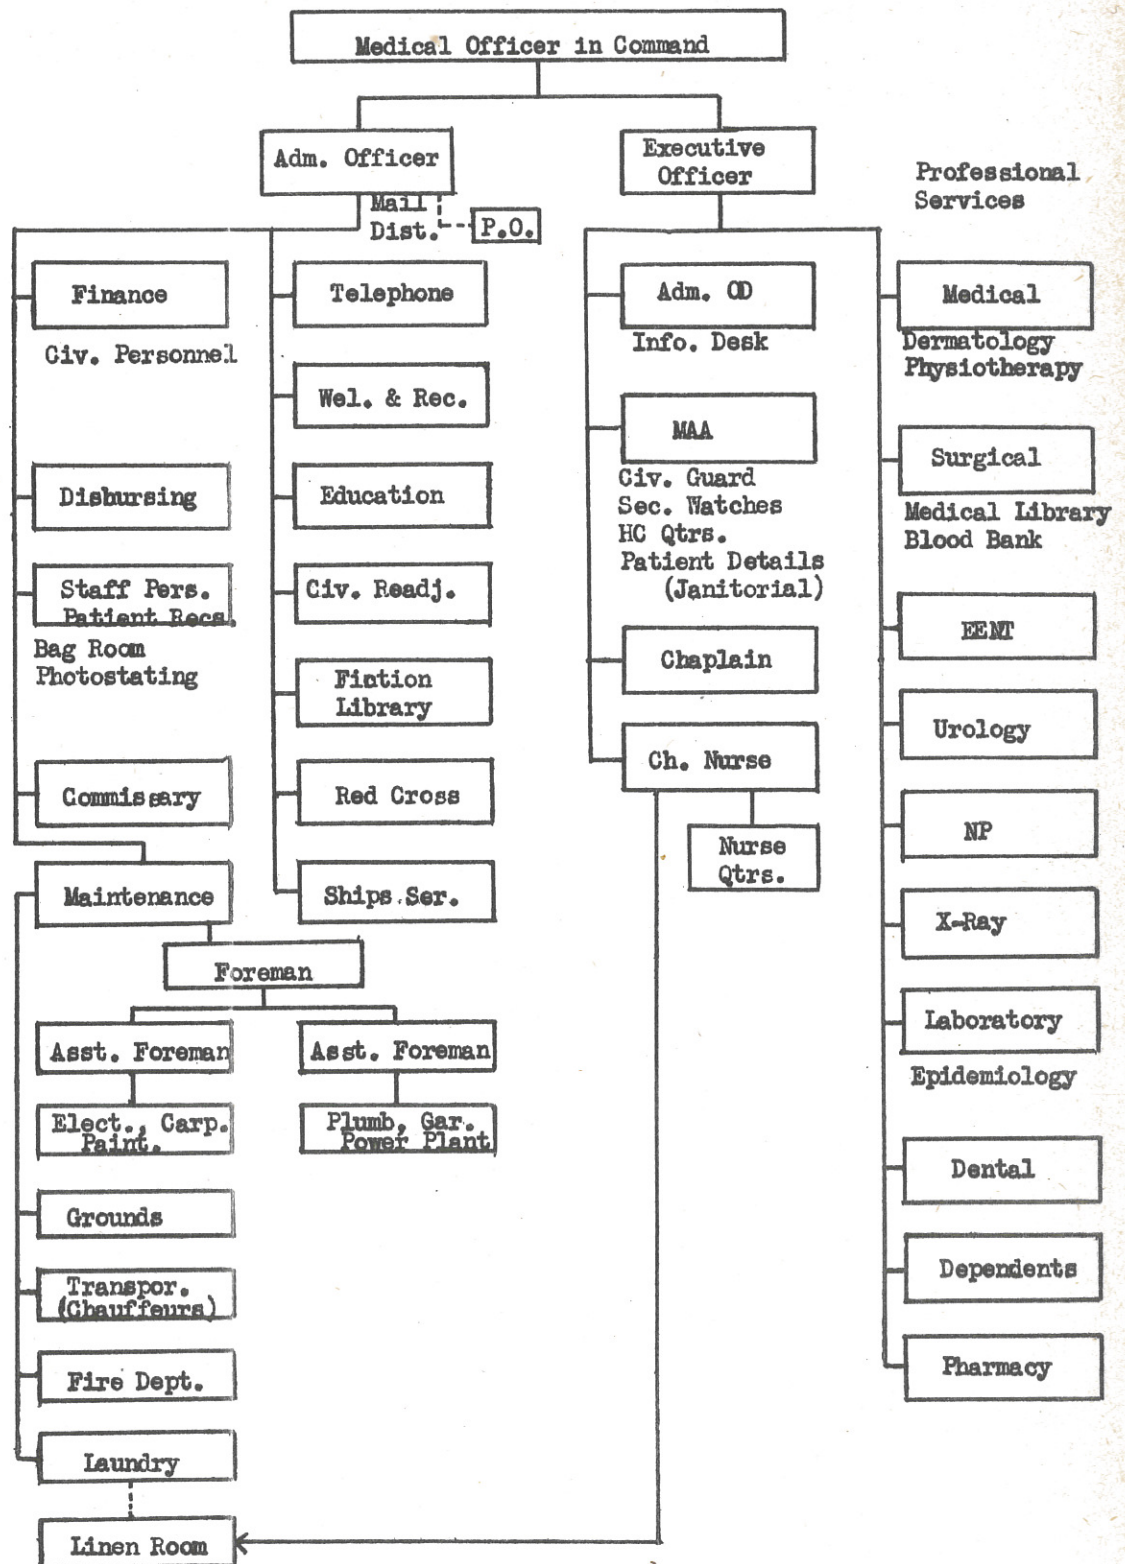 Medical Officer in Command
Adm. Officer
Executive
Officer
Professional
Services
Mail
Dist.
P.O.
Finance
Civ. Personnel
Disbursing
Staff Pers.
Patient Recs.
Bag Room
Photostating
Commissary
Maintenance
Telephone
Wel. & Rec.
Education
Civ. Readj.
Fiction
Library
Red Cross
Ships Ser.
Foreman
Asst. Foreman
Elect., Carp.
Paint.
Asst. Foreman
Plumb, Gar.
Power Plant
Grounds
Transpor.
(Chauffeurs)
Fire Dept.
Laundry
Linen Room
Adm. OD
Info. Desk
MAA
Civ. Guard
Sec. Watches
HC Qtrs.
Patient Details
(Janitorial)
Chaplain
Ch. Nurse
Nurse
Qtrs.
Medical
Dermatology
Physiotherapy
Surgical
Medical Library
Blood Bank
EENT
Urology
NP
X-Ray
Laboratory
Epidemiology
Dental
Dependents
Pharmacy